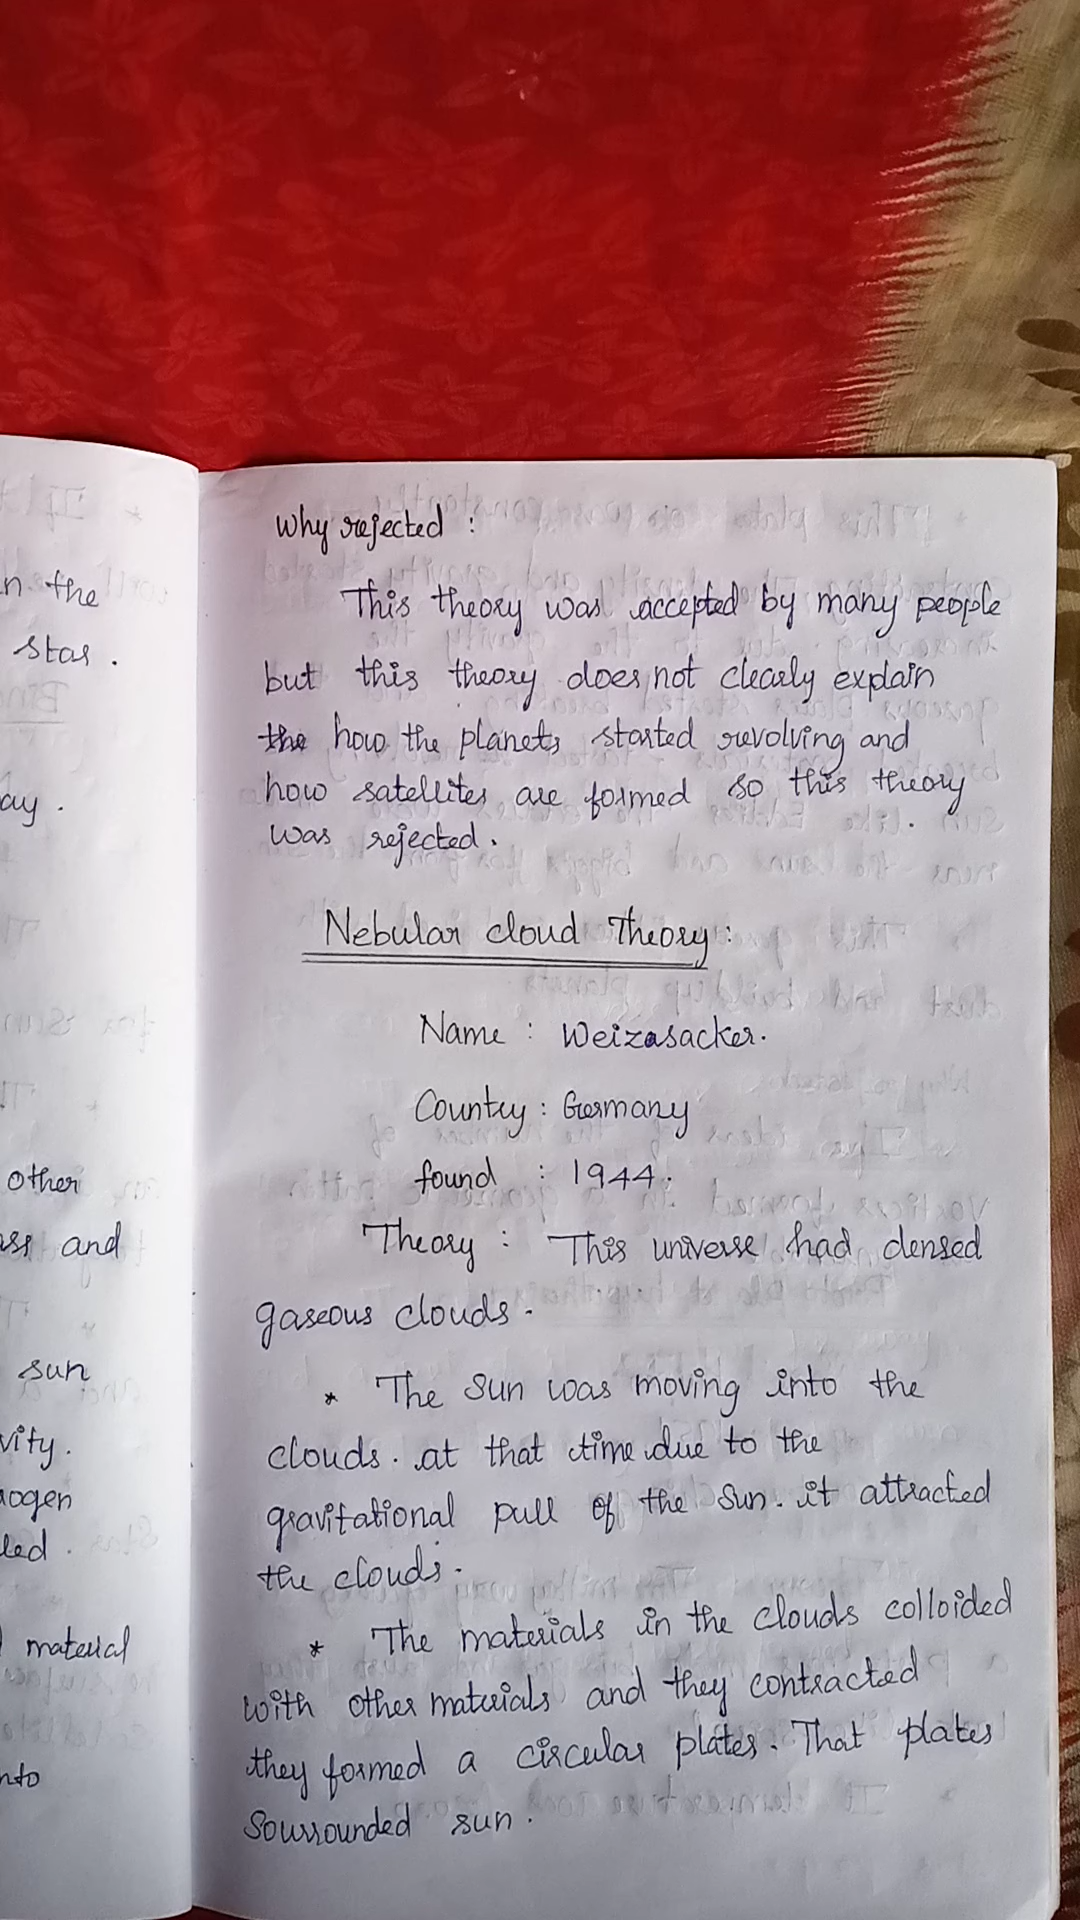 n the
star.
ay.
other
ass and
sun
vity.
led.
material
nto
Why rejected :
This theory was accepted by many people
but this theory does not clearly explain
the how the planets started revolving and
how satellites are formed so this theory
was rejected.
Nebular cloud Theory :
Name : Weizasacker.
Country : Germany
found : 1944.
Theory : This universe had densed
gaseous clouds.
* The Sun was moving into the
clouds. at that time due to the
gravitational pull of the Sun. it attracted
the clouds.
* The materials in the clouds colloided
with other materials and they contracted
they formed a circular plates. That plates
Sourrounded sun.